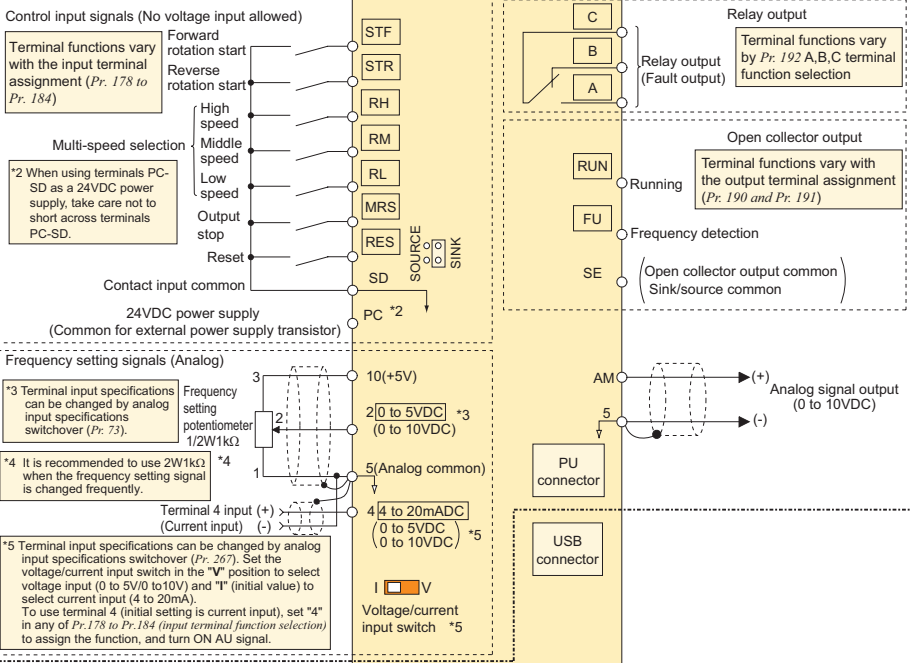 Control input signals (No voltage input allowed)
Terminal functions vary
with the input terminal
assignment (Pr. 178 to
Pr. 184)
Forward
rotation start
Reverse
rotation start
Multi-speed selection
High
speed
Middle
speed
Low
speed
*2 When using terminals PC-
SD as a 24VDC power
supply, take care not to
short across terminals
PC-SD.
Output
stop
Reset
Contact input common
24VDC power supply
(Common for external power supply transistor)
STF
STR
RH
RM
RL
MRS
RES
SD
PC *2
SOURCE
SINK
C
B
A
Relay output
Relay output
(Fault output)
Terminal functions vary
by Pr. 192 A,B,C terminal
function selection
Open collector output
RUN
Running
Terminal functions vary with
the output terminal assignment
(Pr. 190 and Pr. 191)
FU
Frequency detection
SE
Open collector output common
Sink/source common
Frequency setting signals (Analog)
*3 Terminal input specifications
can be changed by analog
input specifications
switchover (Pr. 73).
Frequency
setting
potentiometer
1/2W1kΩ
*4
*4 It is recommended to use 2W1kΩ
when the frequency setting signal
is changed frequently.
3
2
1
10(+5V)
2 0 to 5VDC *3
(0 to 10VDC)
5(Analog common)
Terminal 4 input (+)
(Current input) (-)
4 4 to 20mADC
0 to 5VDC
0 to 10VDC *5
*5 Terminal input specifications can be changed by analog
input specifications switchover (Pr. 267). Set the
voltage/current input switch in the "V" position to select
voltage input (0 to 5V/0 to10V) and "I" (initial value) to
select current input (4 to 20mA).
To use terminal 4 (initial setting is current input), set "4"
in any of Pr.178 to Pr.184 (input terminal function selection)
to assign the function, and turn ON AU signal.
I V
Voltage/current
input switch *5
AM
(+)
Analog signal output
(0 to 10VDC)
5
(-)
PU
connector
USB
connector